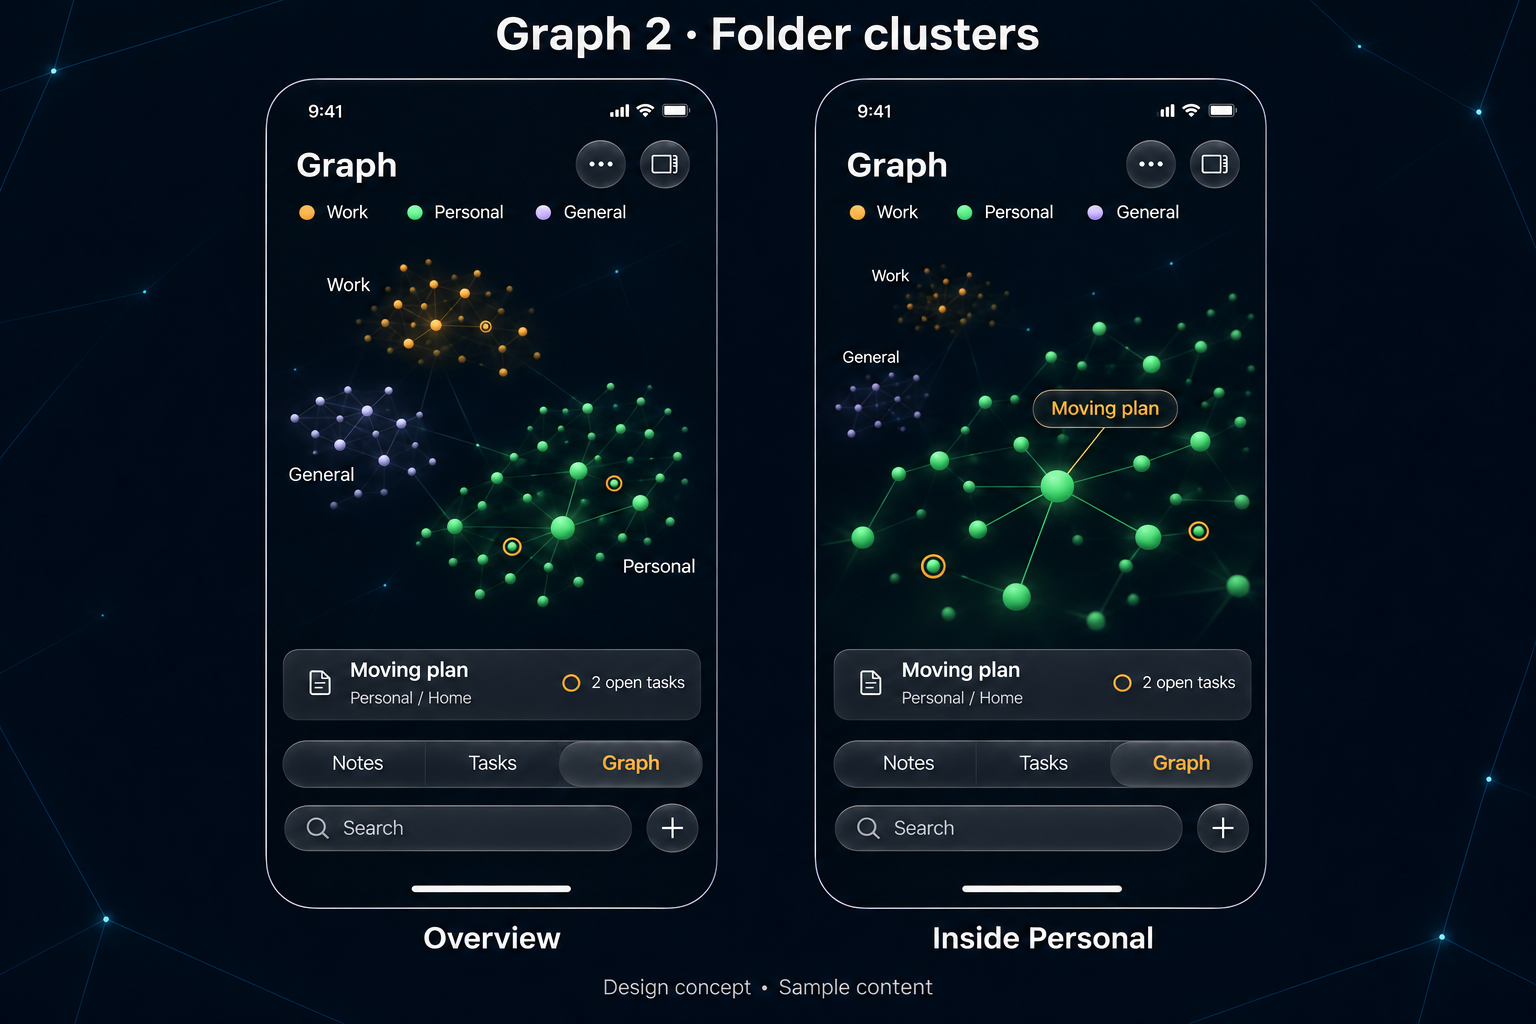 Graph 2 · Folder clusters
9:41
Graph
Work Personal General
Work
General
Personal
Moving plan
Personal / Home
2 open tasks
Notes Tasks Graph
Search
Overview
9:41
Graph
Work Personal General
Work
General
Moving plan
Moving plan
Personal / Home
2 open tasks
Notes Tasks Graph
Search
Inside Personal
Design concept • Sample content